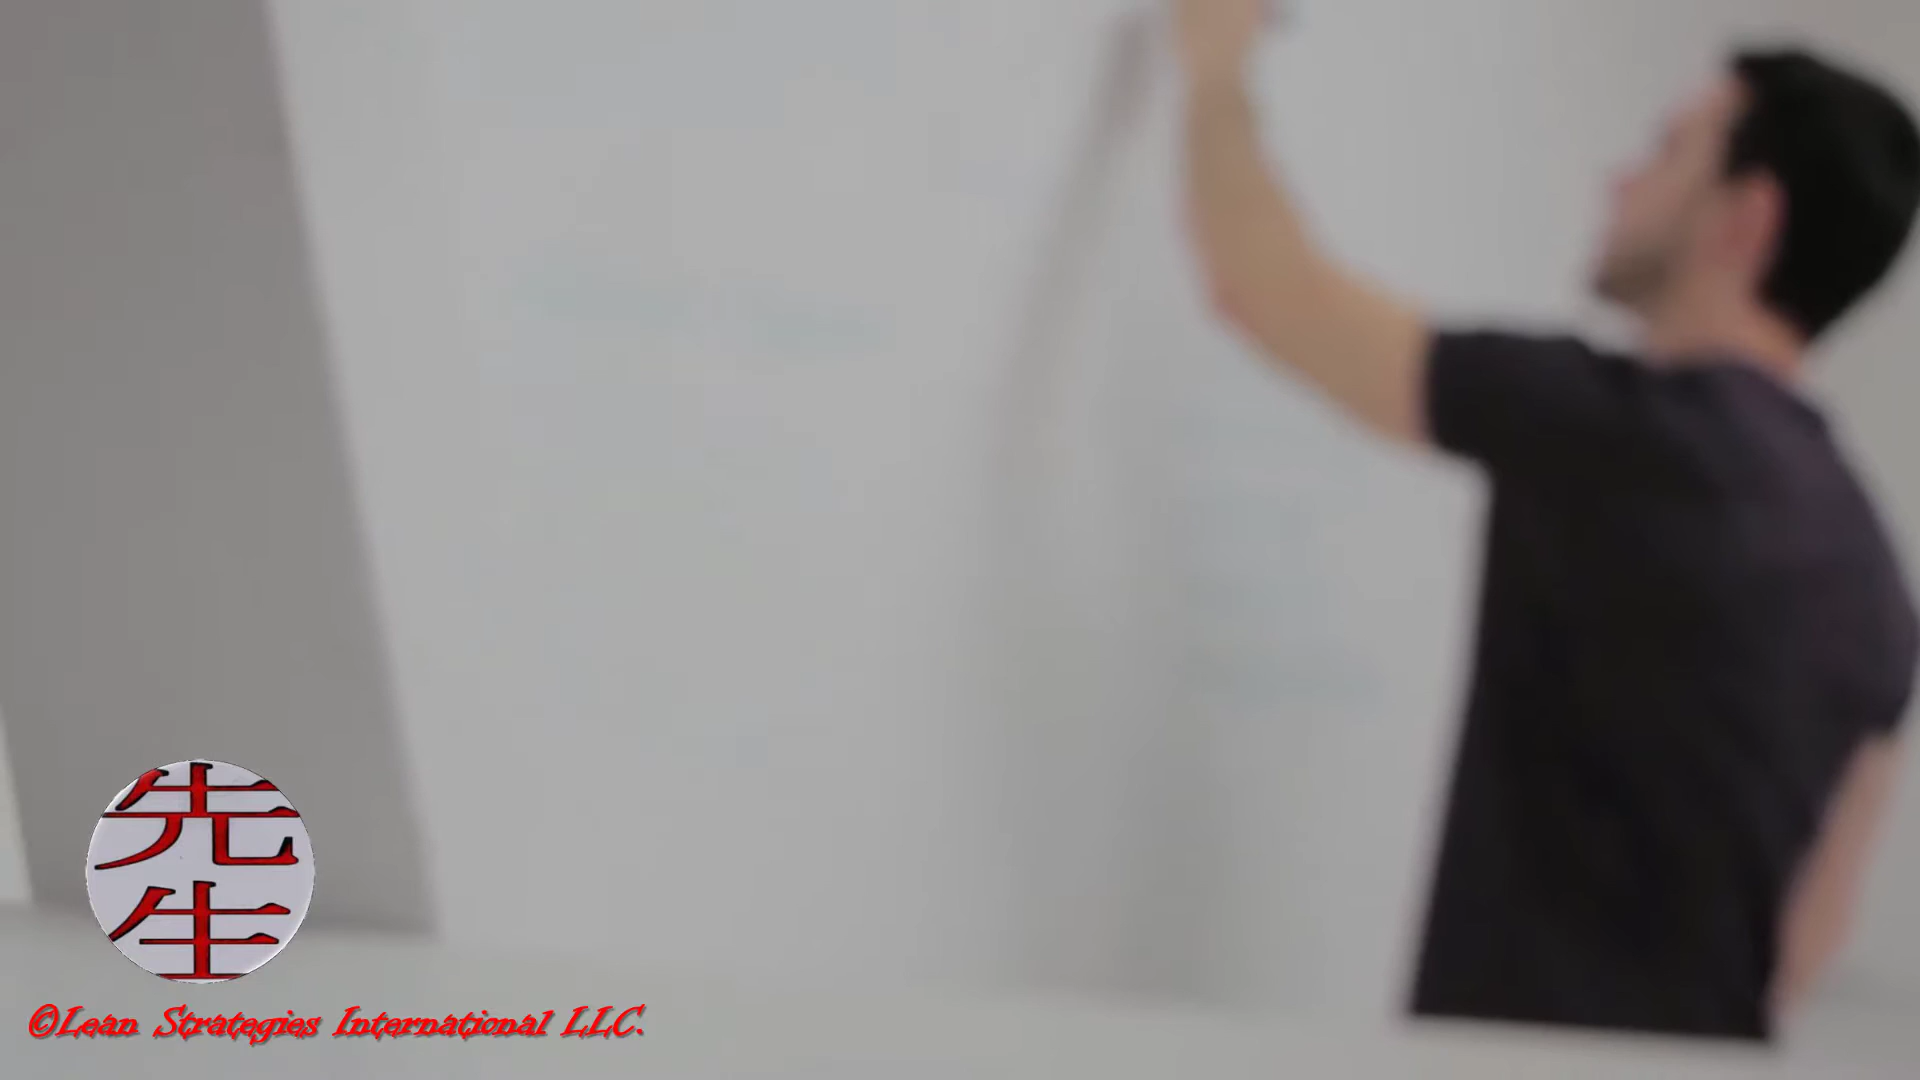 先
生
©Lean Strategies International LLC.